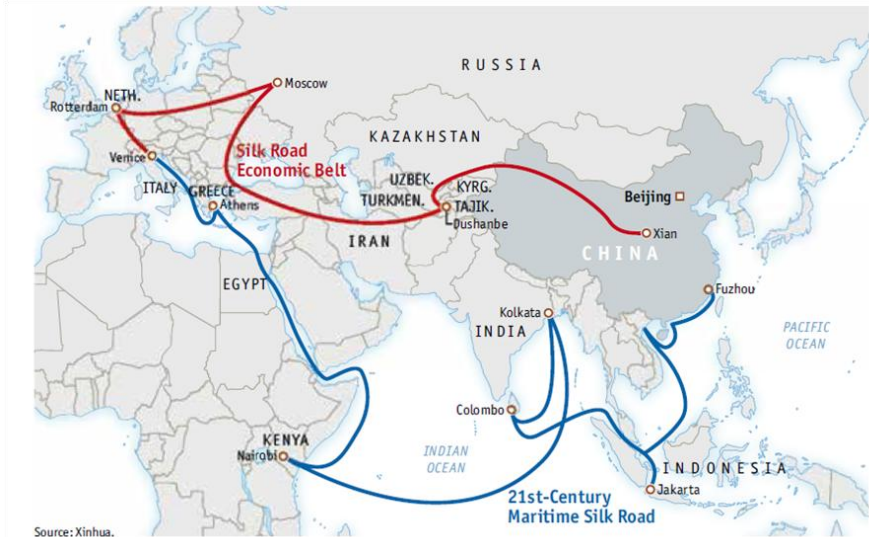 RUSSIA
Moscow
NETH.
Rotterdam
KAZAKHSTAN
Silk Road
Economic Belt
Venice
UZBEK.
KYRG.
ITALY
GREECE
TURKMEN.
TAJIK.
Beijing
Athens
Dushanbe
Xian
IRAN
CHINA
EGYPT
Fuzhou
Kolkata
INDIA
PACIFIC
OCEAN
Colombo
KENYA
Nairobi
INDIAN
OCEAN
INDONESIA
Jakarta
21st-Century
Maritime Silk Road
Source: Xinhua.